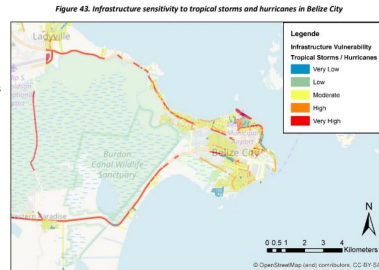 Figure 43. Infrastructure sensitivity to tropical storms and hurricanes in Belize City
Ladyville
Legende
Infrastructure Vulnerability
Tropical Storms / Hurricanes
Very Low
Low
Moderate
High
Very High
Burdon
Canal Wildlife
Sanctuary
Belize City
Paradise
N
0 0.5 1 2 3 4
Kilometers
© OpenStreetMap (and) contributors, CC-BY-SA